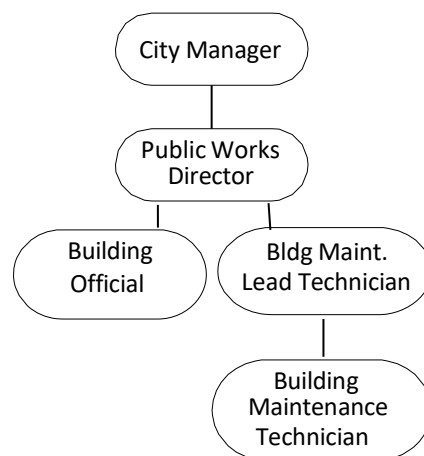 City Manager
Public Works
Director
Building
Official
Bldg Maint.
Lead Technician
Building
Maintenance
Technician